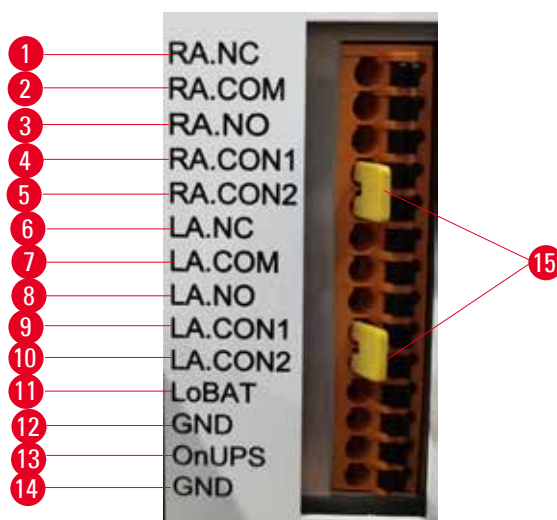 1 RA.NC
2 RA.COM
3 RA.NO
4 RA.CON1
5 RA.CON2
6 LA.NC
7 LA.COM
8 LA.NO
15
9 LA.CON1
10 LA.CON2
11 LoBAT
12 GND
13 OnUPS
14 GND